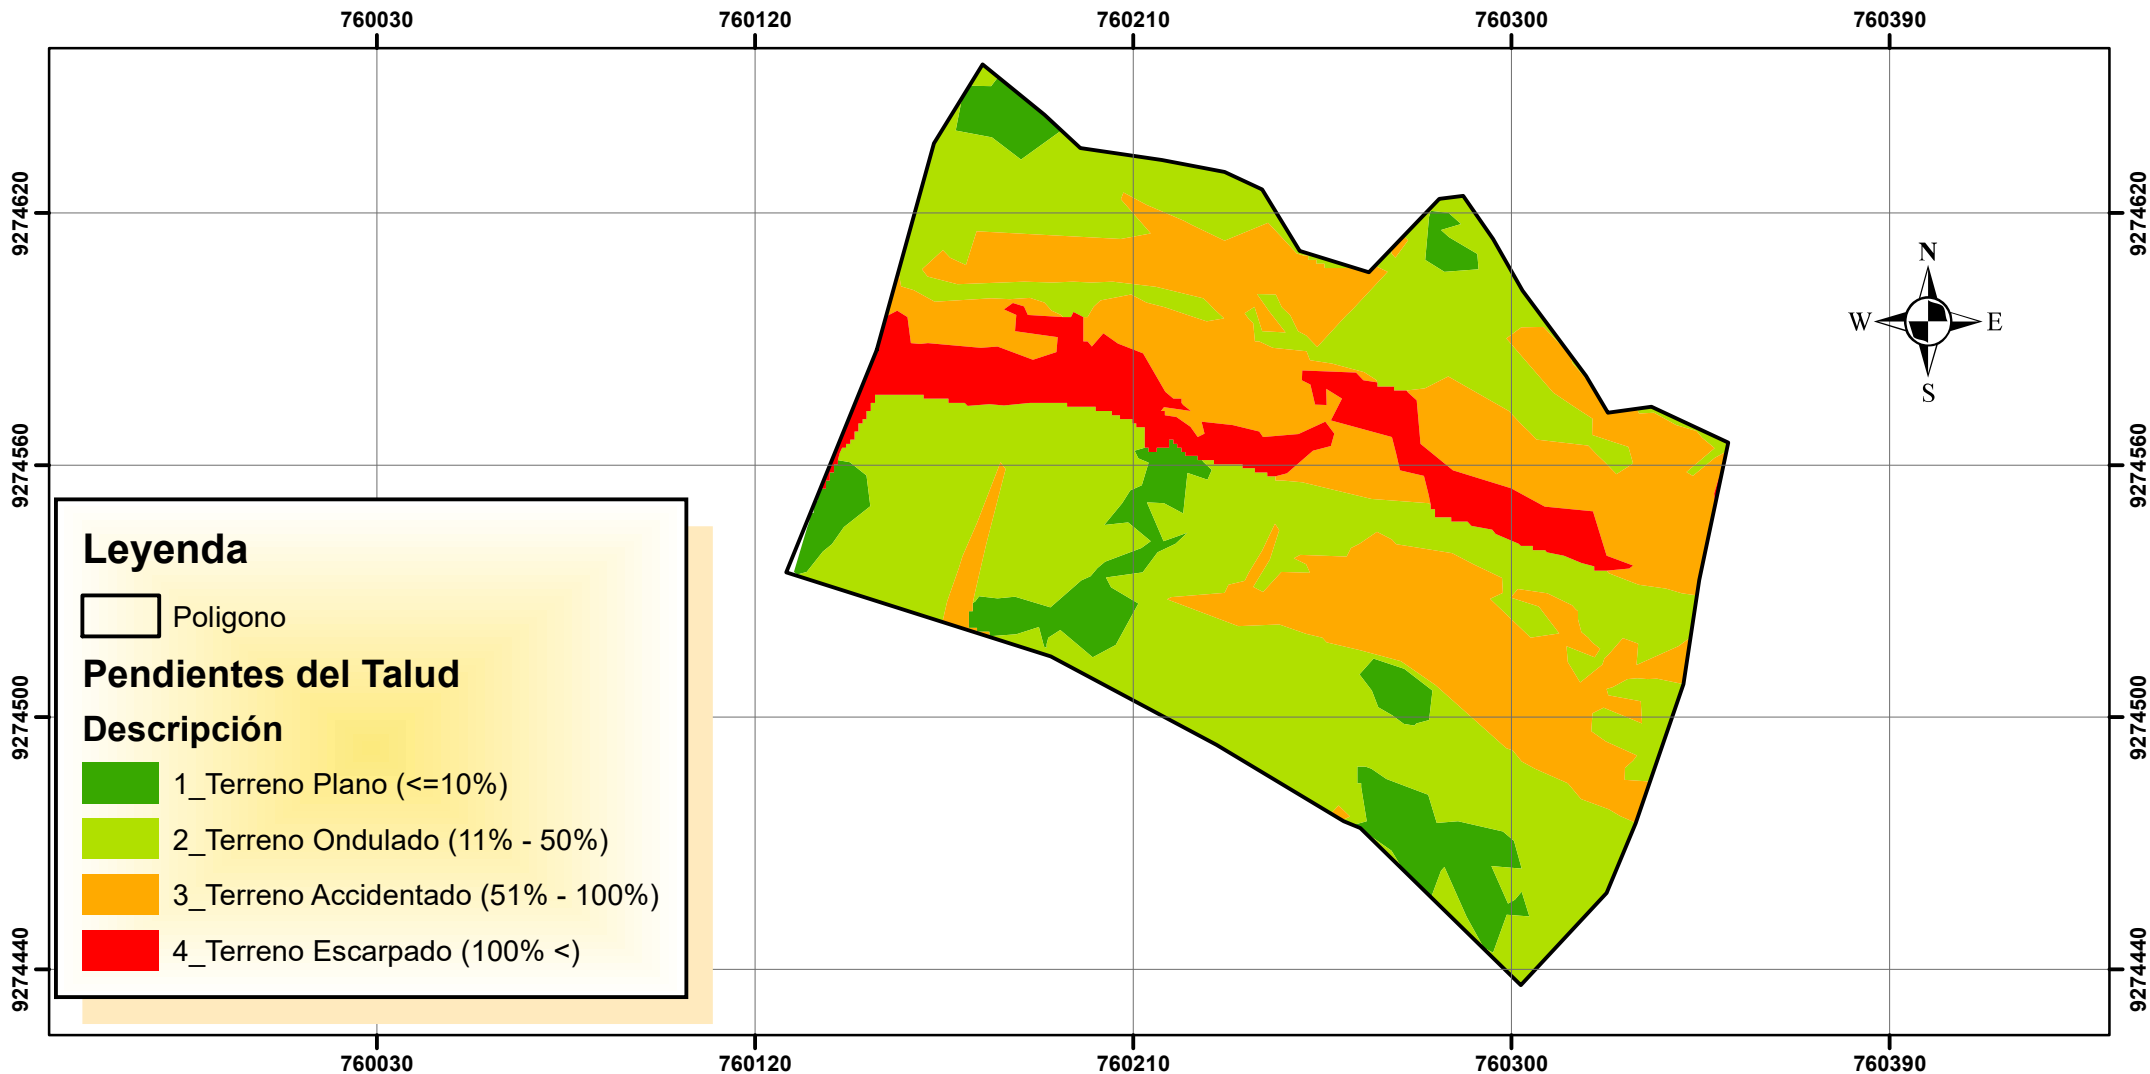 760030 760120 760210 760300 760390
9274620 9274620
N
W E
S
9274560 9274560
Leyenda
Poligono
Pendientes del Talud
9274500 9274500
Descripción
1_Terreno Plano (<=10%)
2_Terreno Ondulado (11% - 50%)
3_Terreno Accidentado (51% - 100%)
4_Terreno Escarpado (100% <)
9274440 9274440
760030 760120 760210 760300 760390